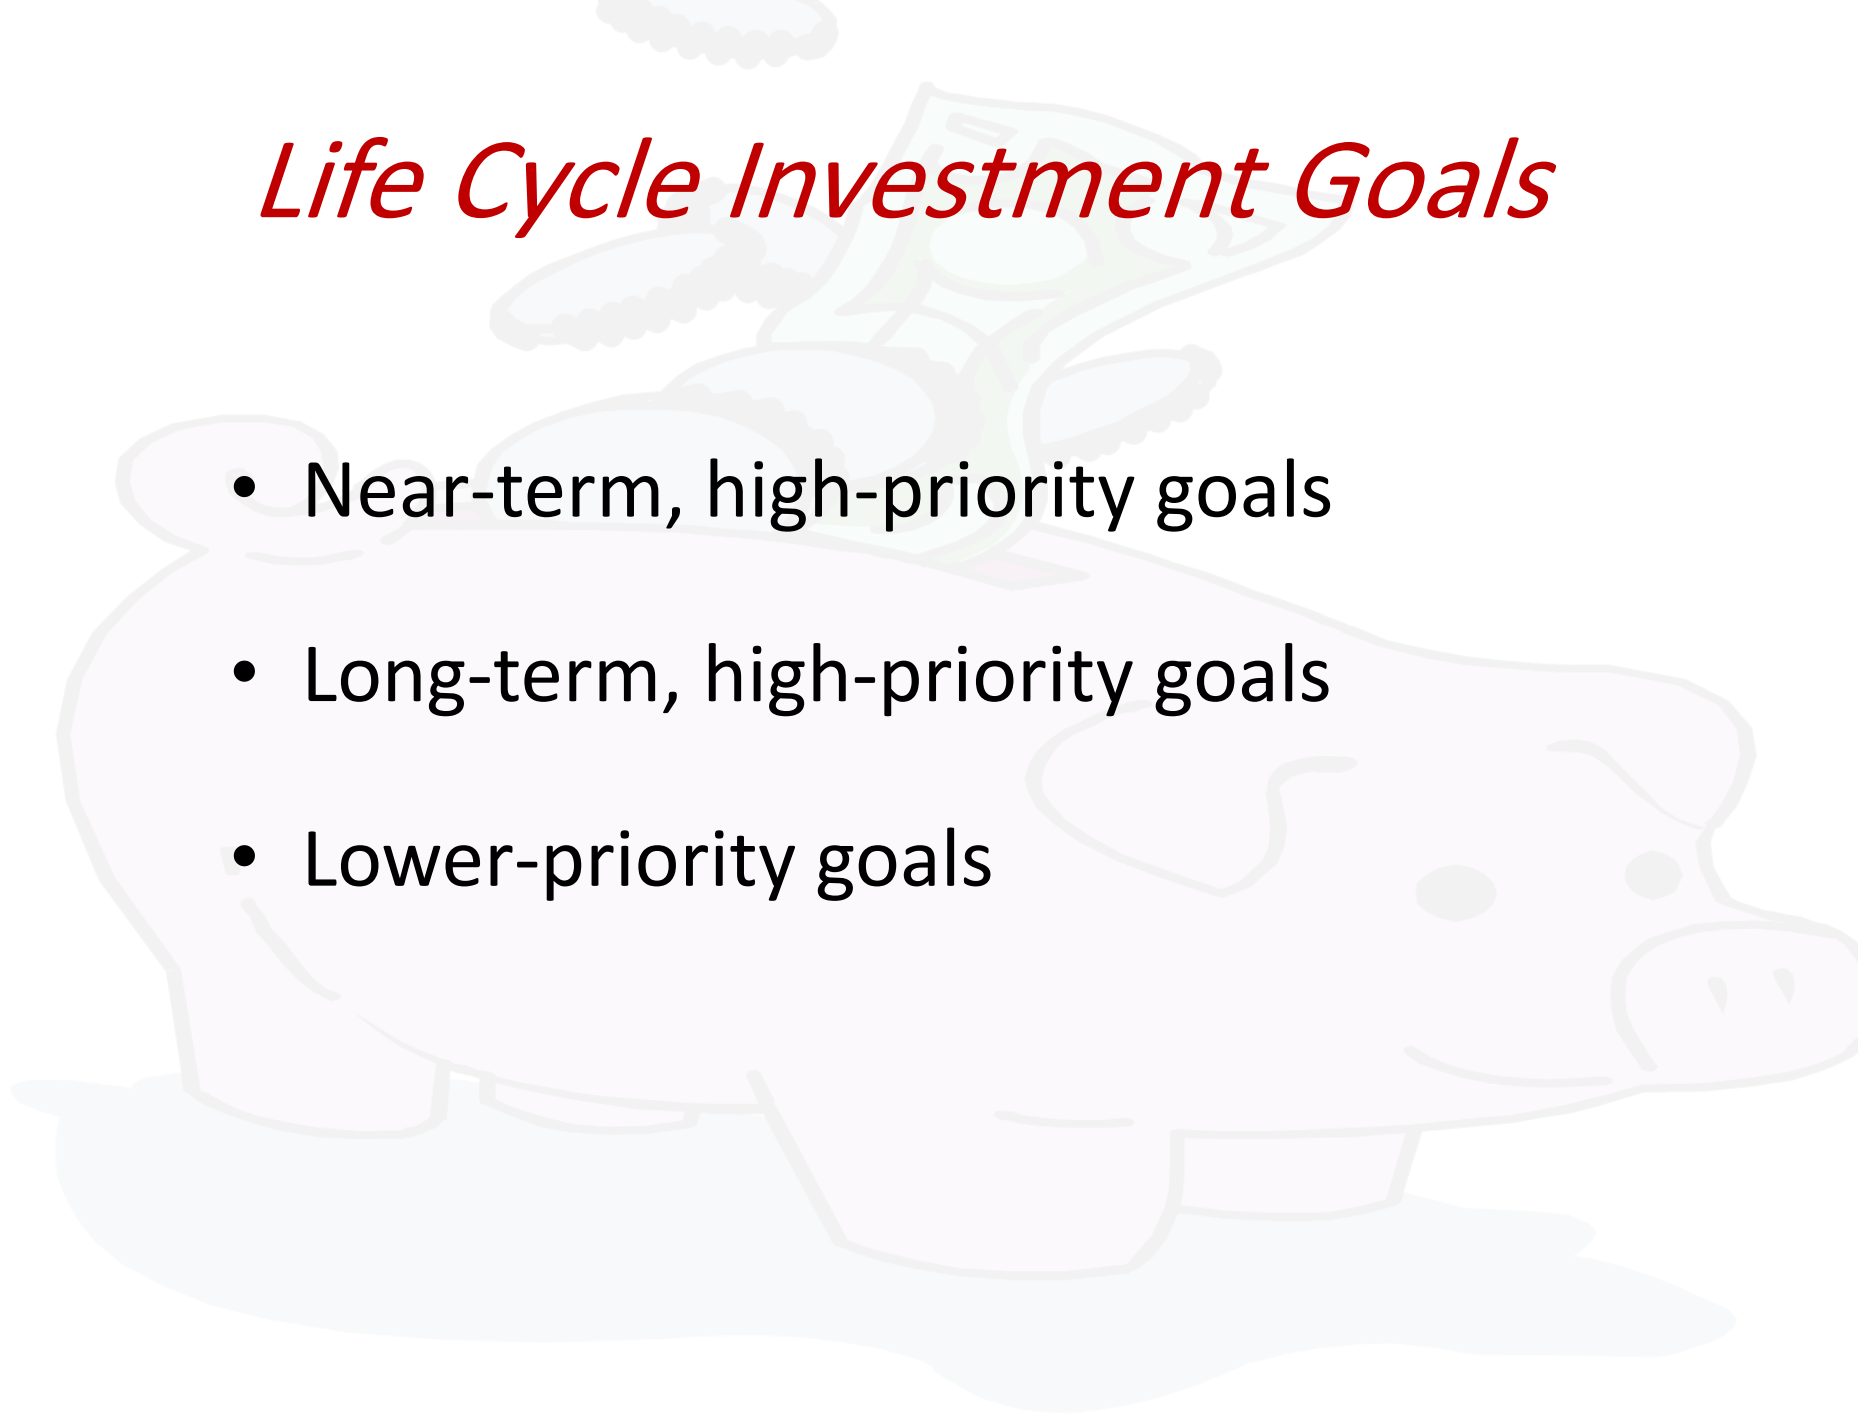 Life Cycle Investment Goals
• Near-term, high-priority goals
• Long-term, high-priority goals
• Lower-priority goals